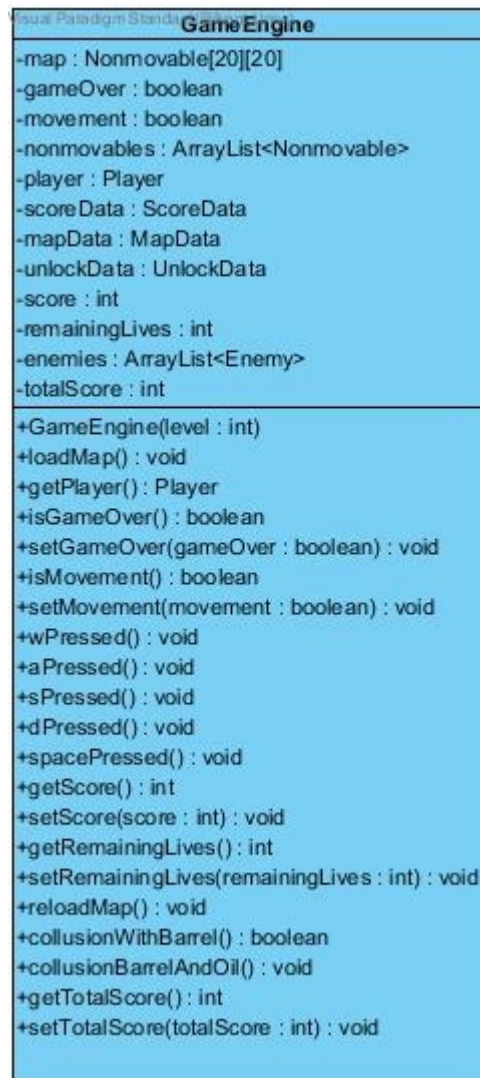 Visual Paradigm Standard
GameEngine
-map : Nonmovable[20][20]
-gameOver : boolean
-movement : boolean
-nonmovables : ArrayList<Nonmovable>
-player : Player
-scoreData : ScoreData
-mapData : MapData
-unlockData : UnlockData
-score : int
-remainingLives : int
-enemies : ArrayList<Enemy>
-totalScore : int
+GameEngine(level : int)
+loadMap() : void
+getPlayer() : Player
+isGameOver() : boolean
+setGameOver(gameOver : boolean) : void
+isMovement() : boolean
+setMovement(movement : boolean) : void
+wPressed() : void
+aPressed() : void
+sPressed() : void
+dPressed() : void
+spacePressed() : void
+getScore() : int
+setScore(score : int) : void
+getRemainingLives() : int
+setRemainingLives(remainingLives : int) : void
+reloadMap() : void
+collusionWithBarrel() : boolean
+collusionBarrelAndOil() : void
+getTotalScore() : int
+setTotalScore(totalScore : int) : void